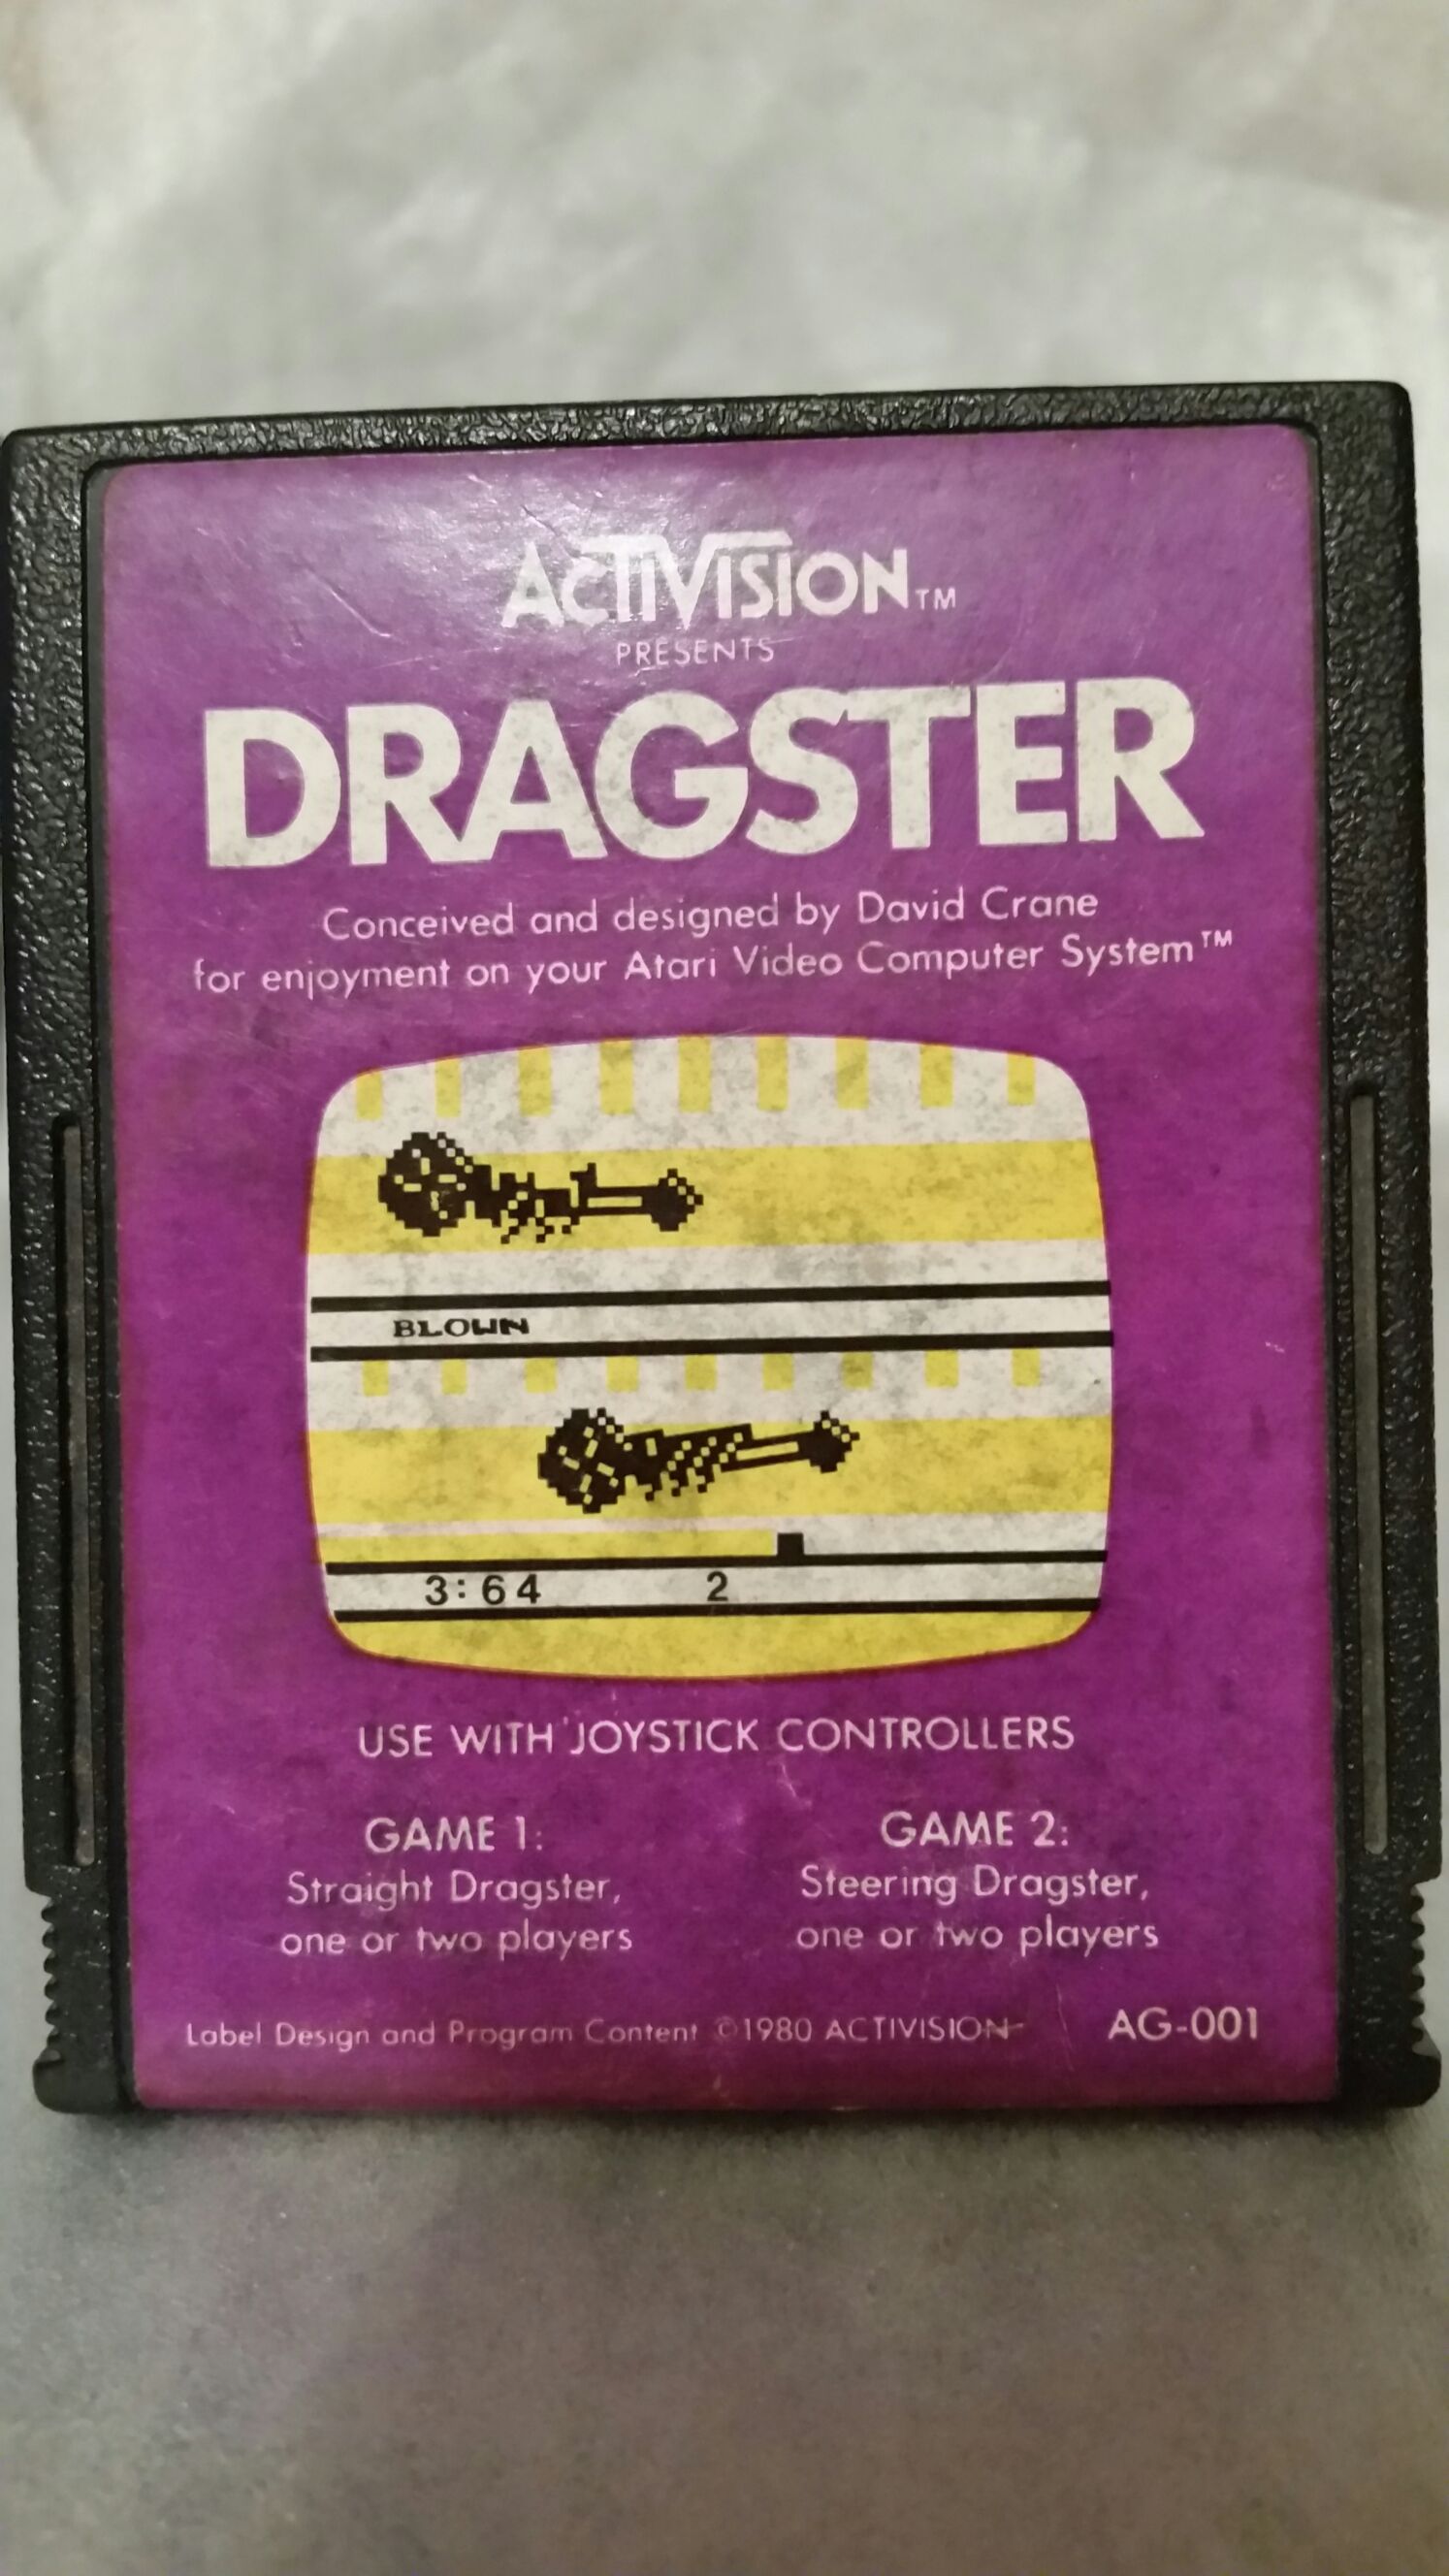 ACTIVISION™
PRESENTS
DRAGSTER
Conceived and designed by David Crane
for enjoyment on your Atari Video Computer System™
BLOWN
3:64 2
USE WITH JOYSTICK CONTROLLERS
GAME 1:
Straight Dragster,
one or two players
GAME 2:
Steering Dragster,
one or two players
Label Design and Program Content ©1980 ACTIVISION AG-001